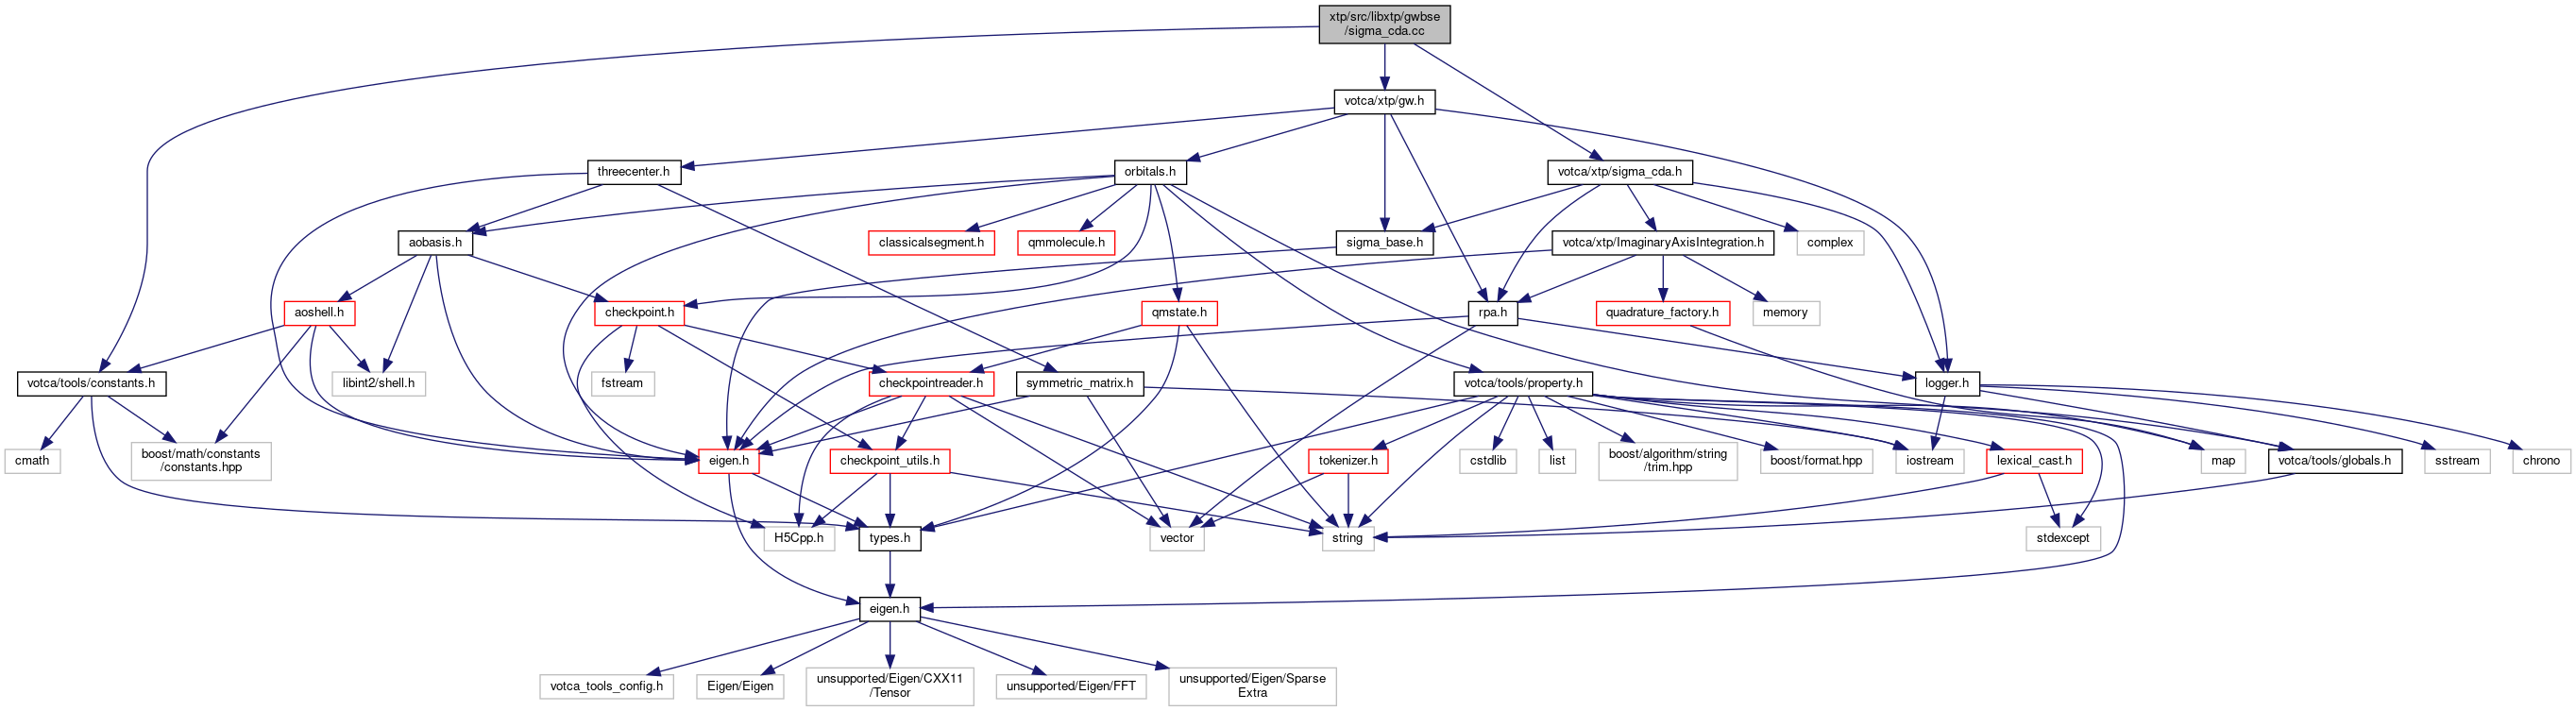 xtp/src/libxtp/gwbse
/sigma_cda.cc
votca/xtp/gw.h
threecenter.h
orbitals.h
votca/xtp/sigma_cda.h
aobasis.h
classicalsegment.h
qmmolecule.h
sigma_base.h
votca/xtp/ImaginaryAxisIntegration.h
complex
aoshell.h
checkpoint.h
qmstate.h
rpa.h
quadrature_factory.h
memory
votca/tools/constants.h
libint2/shell.h
fstream
checkpointreader.h
symmetric_matrix.h
votca/tools/property.h
logger.h
cmath
boost/math/constants
/constants.hpp
eigen.h
checkpoint_utils.h
tokenizer.h
cstdlib
list
boost/algorithm/string
/trim.hpp
boost/format.hpp
iostream
lexical_cast.h
map
votca/tools/globals.h
sstream
chrono
H5Cpp.h
types.h
vector
string
stdexcept
eigen.h
votca_tools_config.h
Eigen/Eigen
unsupported/Eigen/CXX11
/Tensor
unsupported/Eigen/FFT
unsupported/Eigen/Sparse
Extra